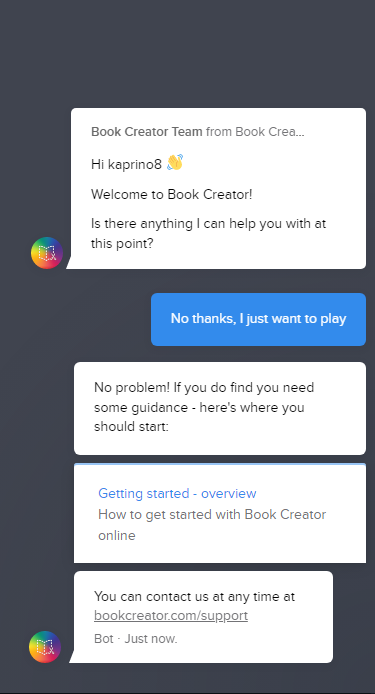 Book Creator Team from Book Crea...
Hi kaprino8 👋
Welcome to Book Creator!
Is there anything I can help you with at
this point?
No thanks, I just want to play
No problem! If you do find you need
some guidance - here's where you
should start:
Getting started - overview
How to get started with Book Creator
online
You can contact us at any time at
bookcreator.com/support
Bot · Just now.